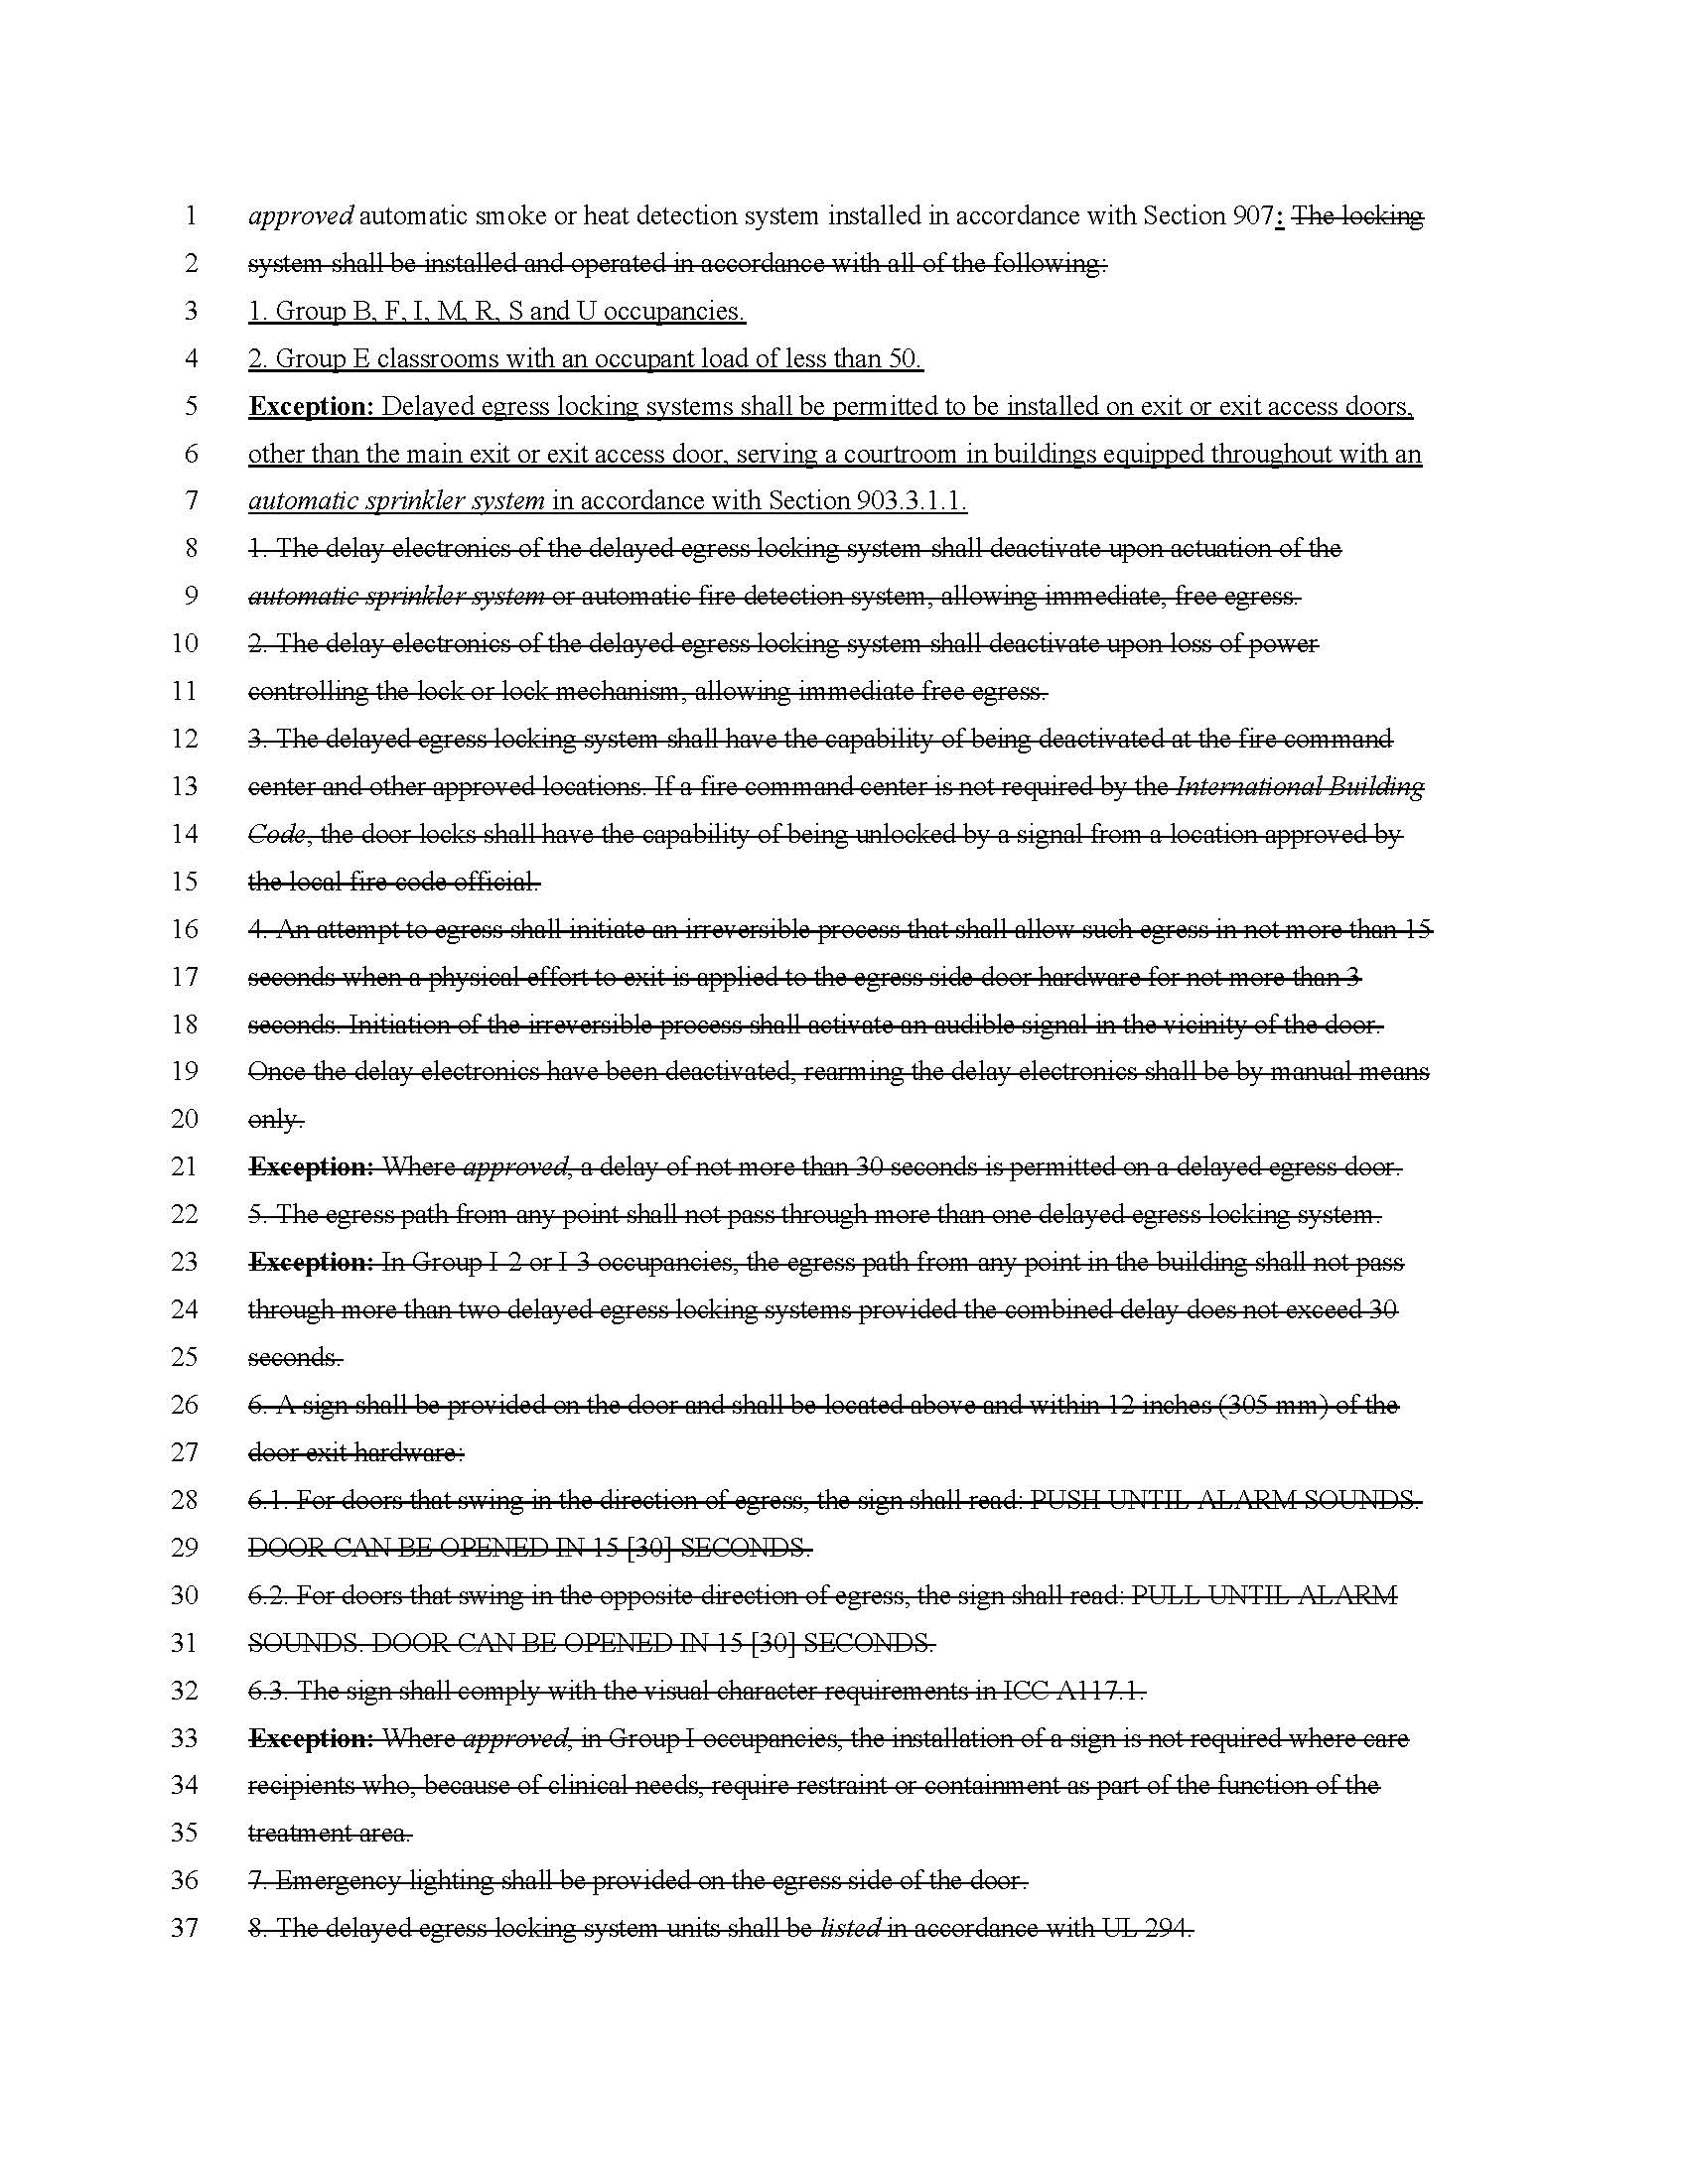 1 approved automatic smoke or heat detection system installed in accordance with Section 907: The locking
2 system shall be installed and operated in accordance with all of the following:
3 1. Group B, F, I, M, R, S and U occupancies.
4 2. Group E classrooms with an occupant load of less than 50.
5 Exception: Delayed egress locking systems shall be permitted to be installed on exit or exit access doors,
6 other than the main exit or exit access door, serving a courtroom in buildings equipped throughout with an
7 automatic sprinkler system in accordance with Section 903.3.1.1.
8 1. The delay electronics of the delayed egress locking system shall deactivate upon actuation of the
9 automatic sprinkler system or automatic fire detection system, allowing immediate, free egress.
10 2. The delay electronics of the delayed egress locking system shall deactivate upon loss of power
11 controlling the lock or lock mechanism, allowing immediate free egress.
12 3. The delayed egress locking system shall have the capability of being deactivated at the fire command
13 center and other approved locations. If a fire command center is not required by the International Building
14 Code, the door locks shall have the capability of being unlocked by a signal from a location approved by
15 the local fire code official.
16 4. An attempt to egress shall initiate an irreversible process that shall allow such egress in not more than 15
17 seconds when a physical effort to exit is applied to the egress side door hardware for not more than 3
18 seconds. Initiation of the irreversible process shall activate an audible signal in the vicinity of the door.
19 Once the delay electronics have been deactivated, rearming the delay electronics shall be by manual means
20 only.
21 Exception: Where approved, a delay of not more than 30 seconds is permitted on a delayed egress door.
22 5. The egress path from any point shall not pass through more than one delayed egress locking system.
23 Exception: In Group I-2 or I-3 occupancies, the egress path from any point in the building shall not pass
24 through more than two delayed egress locking systems provided the combined delay does not exceed 30
25 seconds.
26 6. A sign shall be provided on the door and shall be located above and within 12 inches (305 mm) of the
27 door exit hardware:
28 6.1. For doors that swing in the direction of egress, the sign shall read: PUSH UNTIL ALARM SOUNDS.
29 DOOR CAN BE OPENED IN 15 [30] SECONDS.
30 6.2. For doors that swing in the opposite direction of egress, the sign shall read: PULL UNTIL ALARM
31 SOUNDS. DOOR CAN BE OPENED IN 15 [30] SECONDS.
32 6.3. The sign shall comply with the visual character requirements in ICC A117.1.
33 Exception: Where approved, in Group I occupancies, the installation of a sign is not required where care
34 recipients who, because of clinical needs, require restraint or containment as part of the function of the
35 treatment area.
36 7. Emergency lighting shall be provided on the egress side of the door.
37 8. The delayed egress locking system units shall be listed in accordance with UL 294.